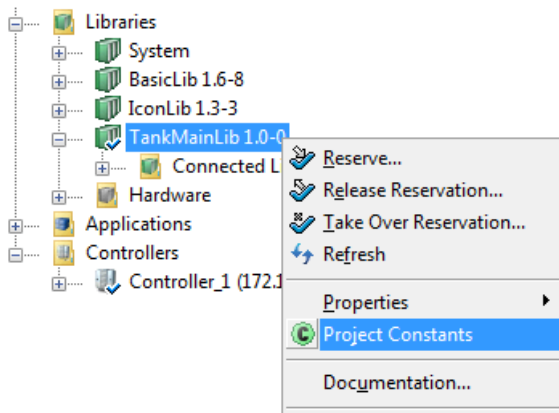 Libraries
System
BasicLib 1.6-8
IconLib 1.3-3
TankMainLib 1.0-0
Connected L
Hardware
Applications
Controllers
Controller_1 (172.1
Reserve...
Release Reservation...
Take Over Reservation...
Refresh
Properties
Project Constants
Documentation...